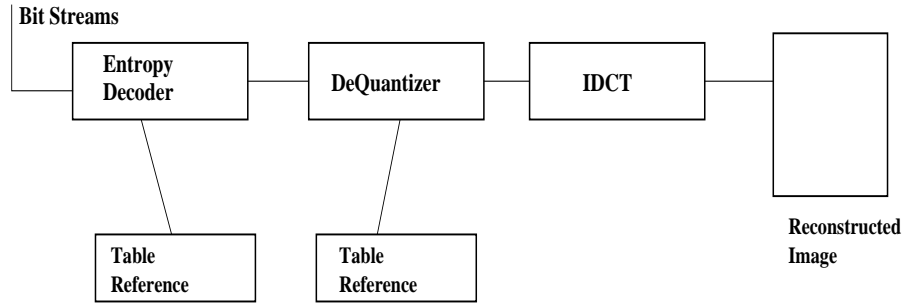 Bit Streams
Entropy
Decoder
DeQuantizer
IDCT
Table
Reference
Table
Reference
Reconstructed
Image